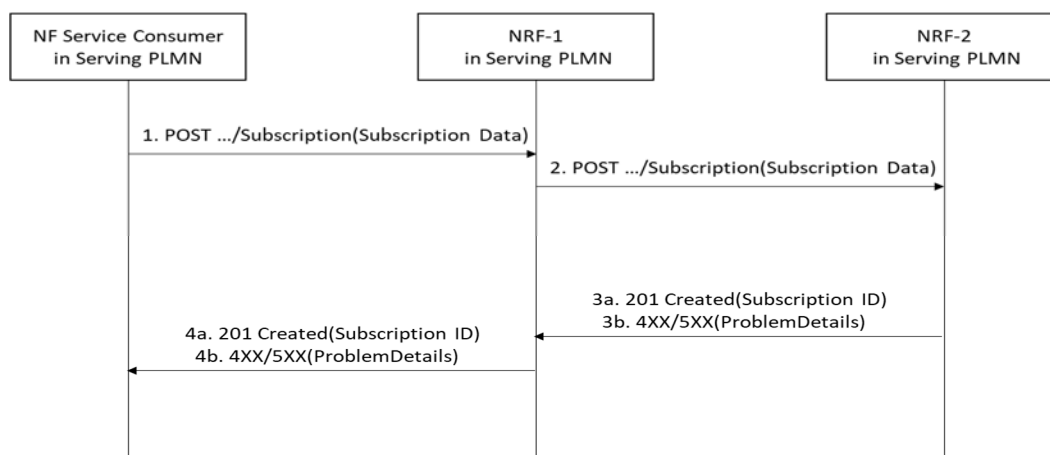 NF Service Consumer
in Serving PLMN
NRF-1
in Serving PLMN
NRF-2
in Serving PLMN
1. POST .../Subscription(Subscription Data)
2. POST .../Subscription(Subscription Data)
3a. 201 Created(Subscription ID)
3b. 4XX/5XX(ProblemDetails)
4a. 201 Created(Subscription ID)
4b. 4XX/5XX(ProblemDetails)